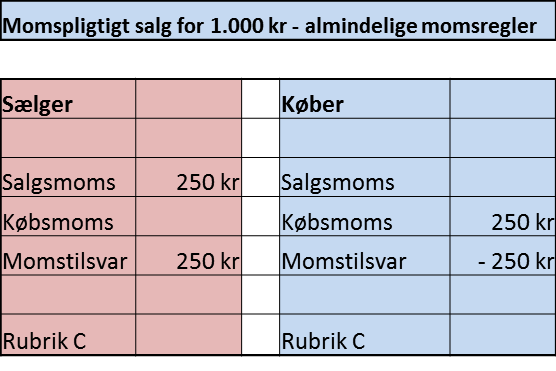 Momspligtigt salg for 1.000 kr - almindelige momsregler
Sælger Køber
Salgsmoms 250 kr Salgsmoms
Købsmoms Købsmoms 250 kr
Momstilsvar 250 kr Momstilsvar - 250 kr
Rubrik C Rubrik C